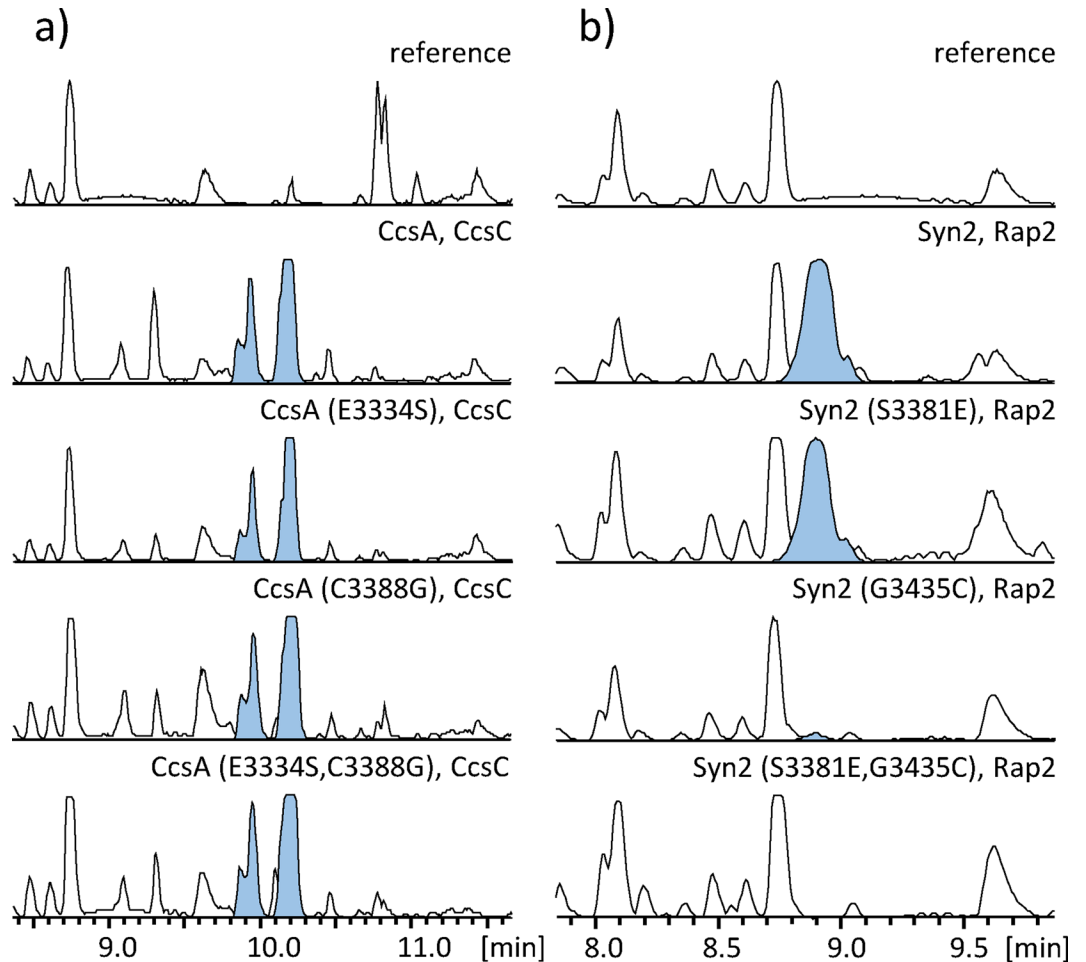 a)
reference
CcsA, CcsC
CcsA (E3334S), CcsC
CcsA (C3388G), CcsC
CcsA (E3334S,C3388G), CcsC
9.0 10.0 11.0 [min]
b)
reference
Syn2, Rap2
Syn2 (S3381E), Rap2
Syn2 (G3435C), Rap2
Syn2 (S3381E,G3435C), Rap2
8.0 8.5 9.0 9.5 [min]